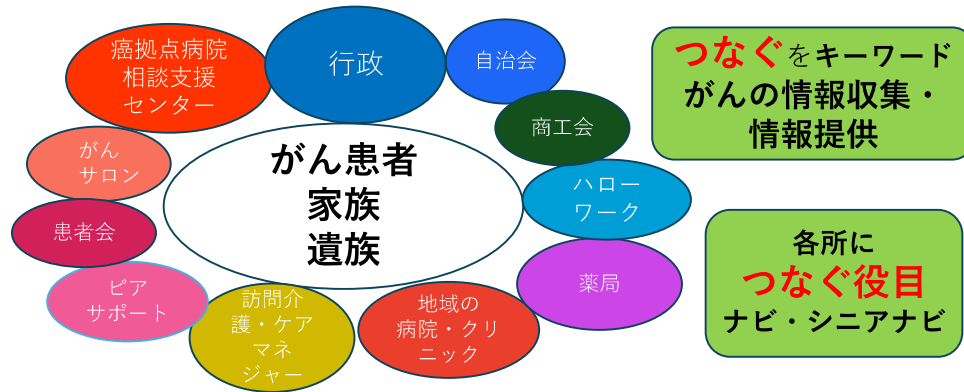 癌拠点病院
相談支援
センター
行政
自治会
商工会
ハロー
ワーク
薬局
地域の
病院・クリ
ニック
訪問介
護・ケア
マネ
ジャー
ピア
サポート
患者会
がん
サロン
がん患者
家族
遺族
つなぐをキーワード
がんの情報収集・
情報提供
各所に
つなぐ役目
ナビ・シニアナビ